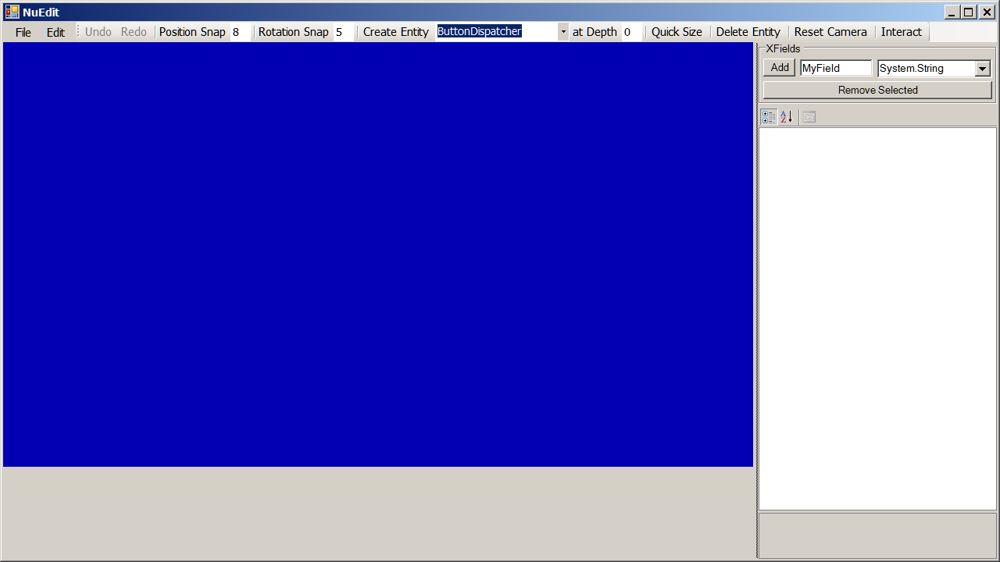 NuEdit
File Edit Undo Redo Position Snap 8 Rotation Snap 5 Create Entity ButtonDispatcher at Depth 0 Quick Size Delete Entity Reset Camera Interact
XFields
Add MyField System.String
Remove Selected